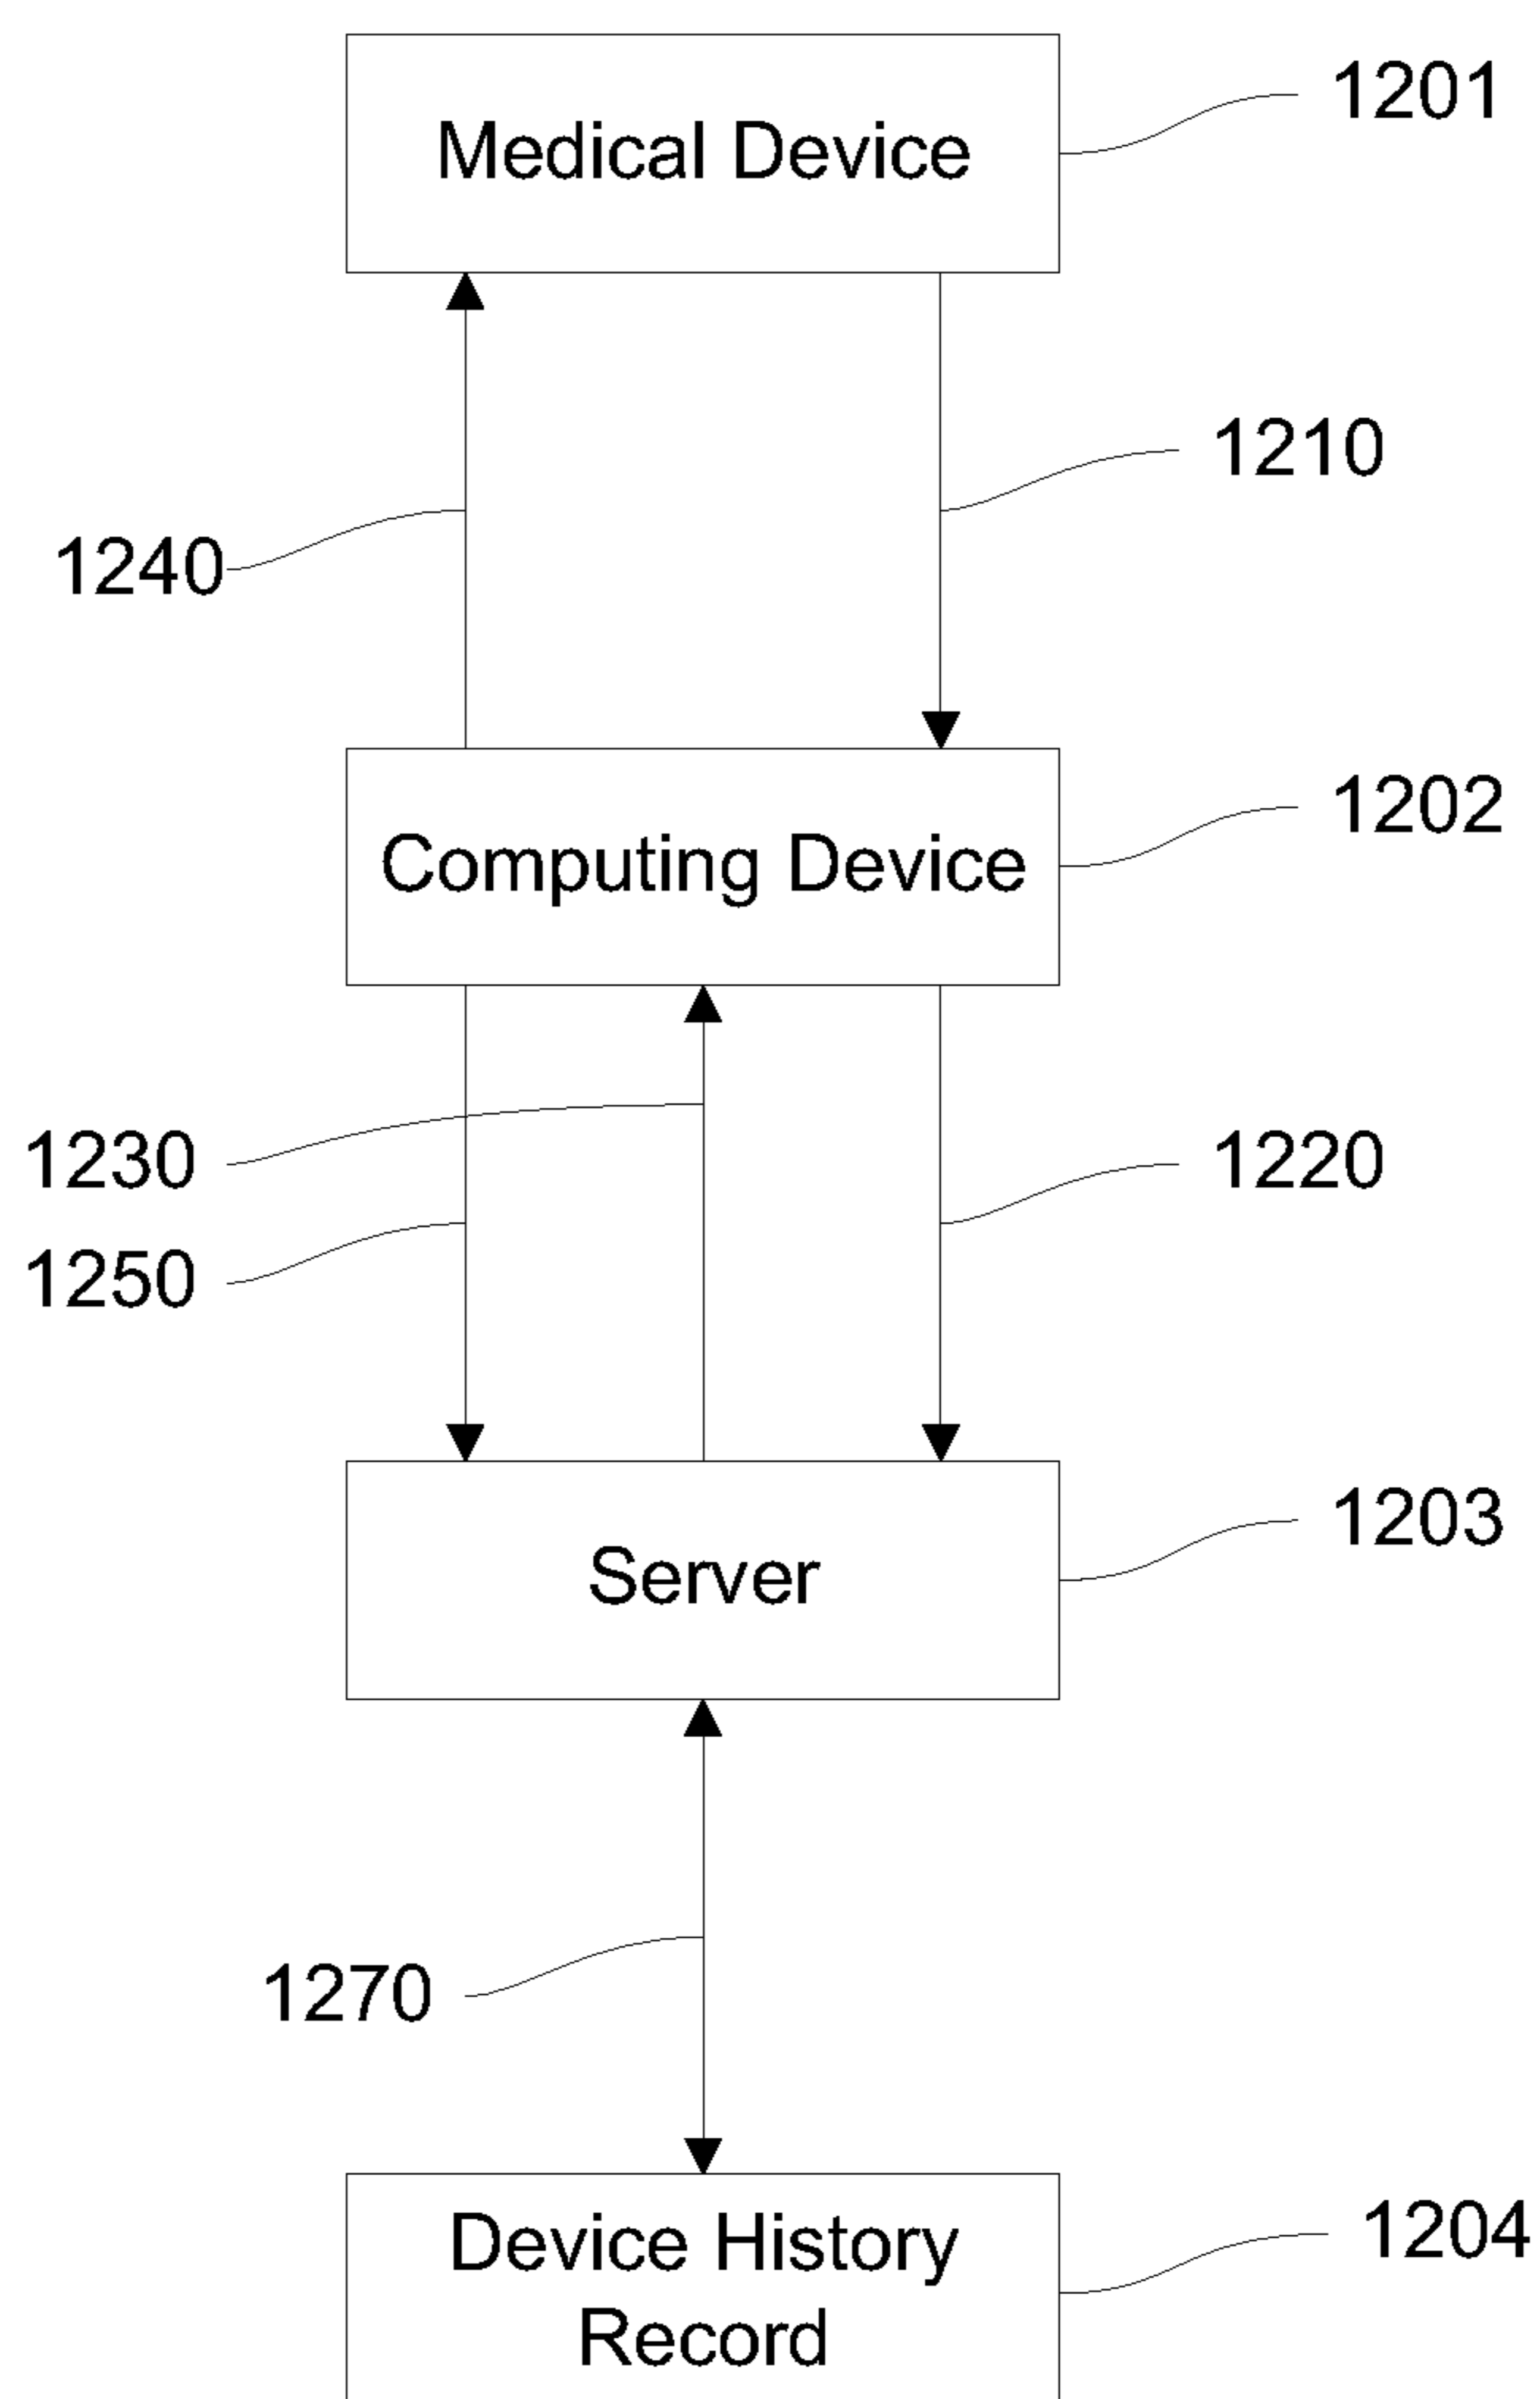 1201
Medical Device
1210
1240
1202
Computing Device
1230
1220
1250
1203
Server
1270
1204
Device History
Record